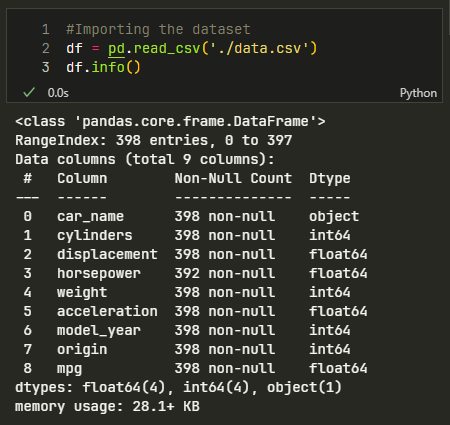 1 #Importing the dataset
2 df = pd.read_csv('./data.csv')
3 df.info()
✓ 0.0s Python
<class 'pandas.core.frame.DataFrame'>
RangeIndex: 398 entries, 0 to 397
Data columns (total 9 columns):
 #   Column        Non-Null Count  Dtype
---  ------        --------------  -----
 0   car_name      398 non-null    object
 1   cylinders     398 non-null    int64
 2   displacement  398 non-null    float64
 3   horsepower    392 non-null    float64
 4   weight        398 non-null    int64
 5   acceleration  398 non-null    float64
 6   model_year    398 non-null    int64
 7   origin        398 non-null    int64
 8   mpg           398 non-null    float64
dtypes: float64(4), int64(4), object(1)
memory usage: 28.1+ KB